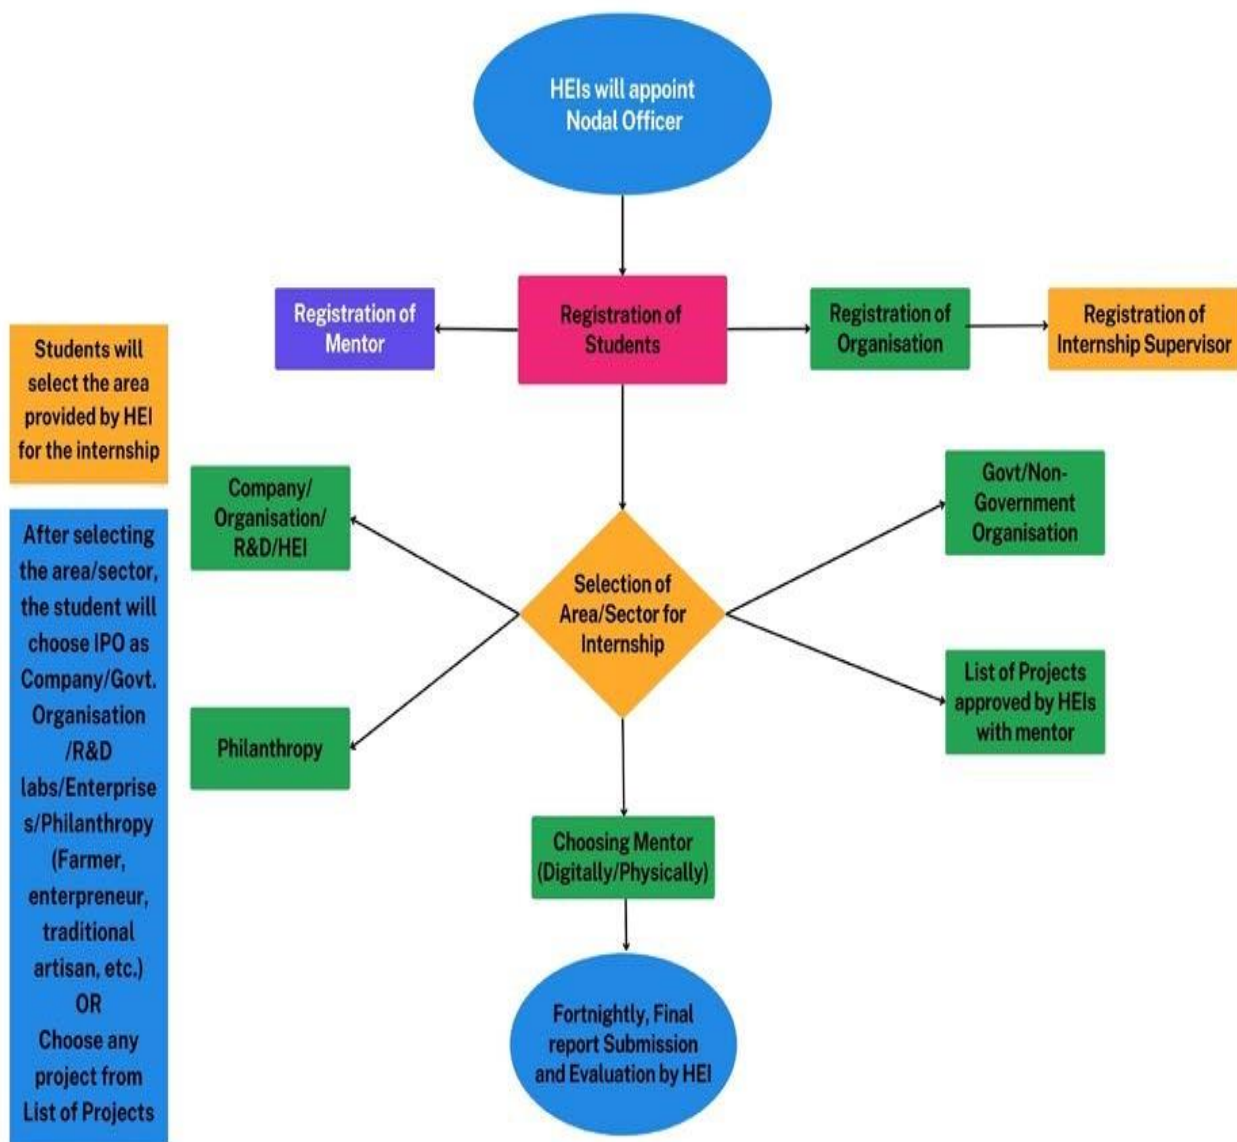 HEIs will appoint
Nodal Officer
Registration of
Mentor
Registration of
Students
Registration of
Organisation
Registration of
Internship Supervisor
Students will
select the area
provided by HEI
for the internship
Company/
Organisation/
R&D/HEI
Govt/Non-
Government
Organisation
After selecting
the area/sector,
the student will
choose IPO as
Company/Govt.
Organisation
/R&D
labs/Enterprise
s/Philanthropy
(Farmer,
enterpreneur,
traditional
artisan, etc.)
OR
Choose any
project from
List of Projects
Selection of
Area/Sector for
Internship
Philanthropy
List of Projects
approved by HEIs
with mentor
Choosing Mentor
(Digitally/Physically)
Fortnightly, Final
report Submission
and Evaluation by HEI